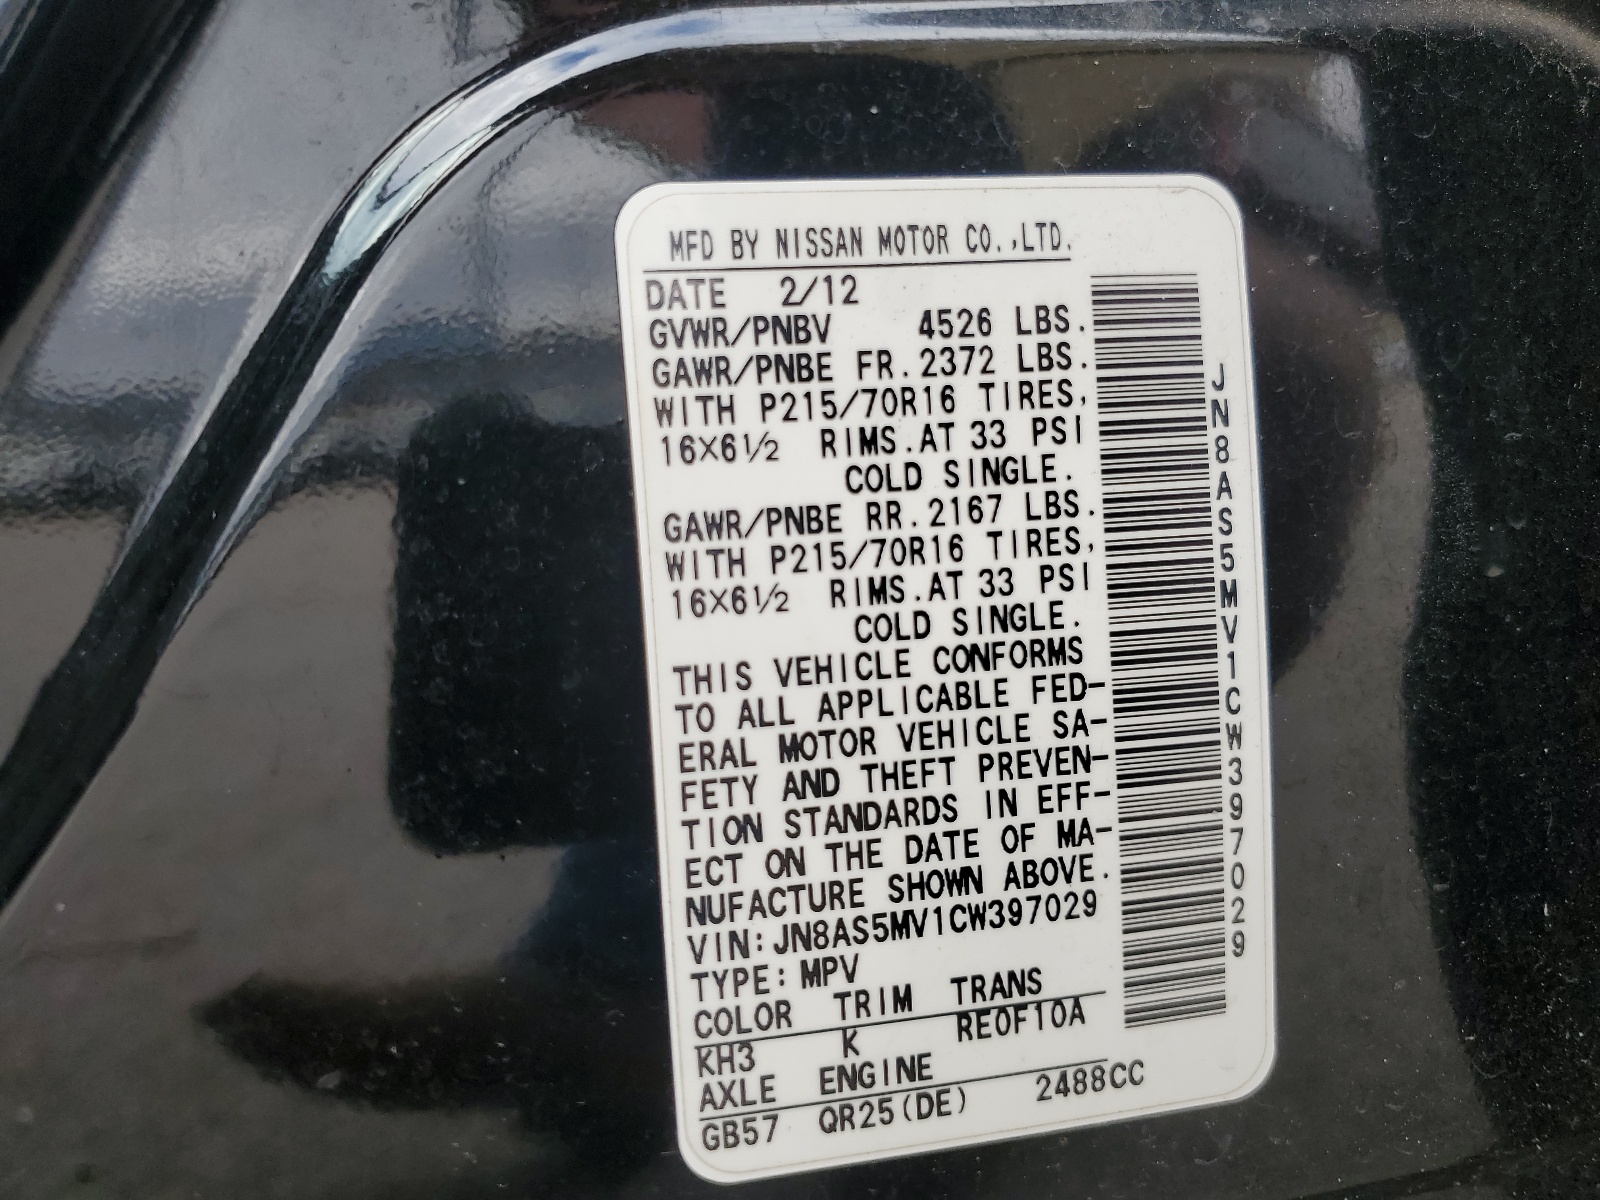 MFD BY NISSAN MOTOR CO.,LTD.
DATE 2/12
GVWR/PNBV 4526 LBS.
GAWR/PNBE FR. 2372 LBS.
WITH P215/70R16 TIRES,
16X6½ RIMS.AT 33 PSI
COLD SINGLE.
GAWR/PNBE RR. 2167 LBS.
WITH P215/70R16 TIRES,
16X6½ RIMS.AT 33 PSI
COLD SINGLE.
THIS VEHICLE CONFORMS
TO ALL APPLICABLE FED-
ERAL MOTOR VEHICLE SA-
FETY AND THEFT PREVEN-
TION STANDARDS IN EFF-
ECT ON THE DATE OF MA-
NUFACTURE SHOWN ABOVE.
VIN: JN8AS5MV1CW397029
TYPE: MPV
COLOR TRIM TRANS
KH3 K RE0F10A
AXLE ENGINE
GB57 QR25(DE) 2488CC
JN8AS5MV1CW397029